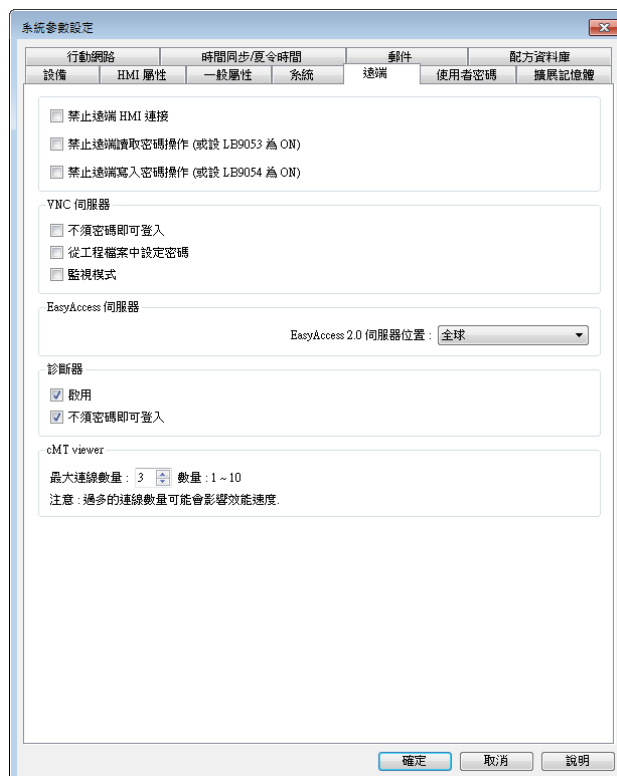 系統參數設定
行動網路 時間同步/夏令時間 郵件 配方資料庫
設備 HMI 屬性 一般屬性 系統 遠端 使用者密碼 擴展記憶體
禁止遠端 HMI 連接
禁止遠端讀取密碼操作 (或設 LB9053 為 ON)
禁止遠端寫入密碼操作 (或設 LB9054 為 ON)
VNC 伺服器
不須密碼即可登入
從工程檔案中設定密碼
監視模式
EasyAccess 伺服器
EasyAccess 2.0 伺服器位置 : 全球
診斷器
啟用
不須密碼即可登入
cMT viewer
最大連線數量 : 3 數量 : 1 ~ 10
注意 : 過多的連線數量可能會影響效能速度.
確定 取消 說明